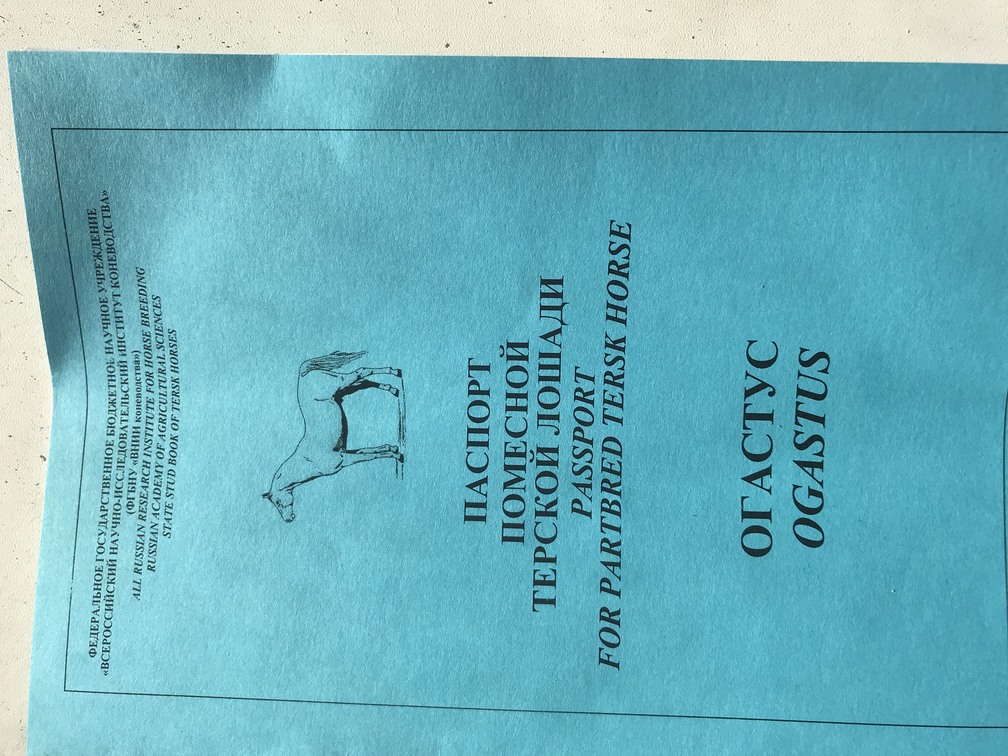 ФЕДЕРАЛЬНОЕ ГОСУДАРСТВЕННОЕ БЮДЖЕТНОЕ НАУЧНОЕ УЧРЕЖДЕНИЕ
«ВСЕРОССИЙСКИЙ НАУЧНО-ИССЛЕДОВАТЕЛЬСКИЙ ИНСТИТУТ КОНЕВОДСТВА»
(ФГБНУ «ВНИИ коневодства»)
ALL RUSSIAN RESEARCH INSTITUTE FOR HORSE BREEDING
RUSSIAN ACADEMY OF AGRICULTURAL SCIENCES
STATE STUD BOOK OF TERSK HORSES
ПАСПОРТ
ПОМЕСНОЙ
ТЕРСКОЙ ЛОШАДИ
PASSPORT
FOR PARTBRED TERSK HORSE
ОГАСТУС
OGASTUS